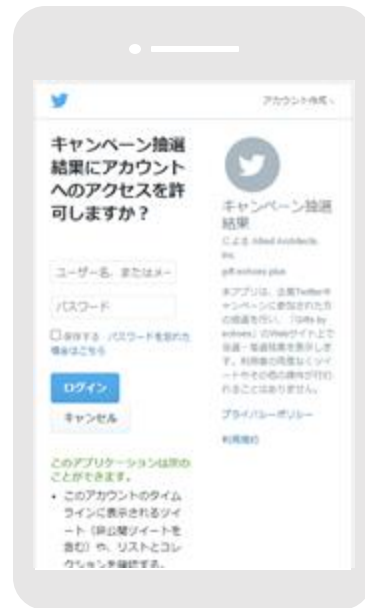 アカウント作成
キャンペーン抽選
結果にアカウント
へのアクセスを許
可しますか？
ユーザー名、またはメー
パスワード
保存する・パスワードを忘れた
場合はこちら
ログイン
キャンセル
このアプリケーションは次の
ことができます。
• このアカウントのタイム
ラインに表示されるツイ
ート（非公開ツイートを
含む）や、リストとコレ
クションを確認する。
キャンペーン抽選
結果
による Allied Architects,
Inc.
gift.echoes.plus
本アプリは、企業Twitterキ
ャンペーンに参加された方
の抽選を行い、「Gifts by
echoes」のWebサイト上で
当選・落選結果を表示しま
す。利用者の同意なくツイ
ートやその他の操作が行わ
れることはありません。
プライバシーポリシー
利用規約